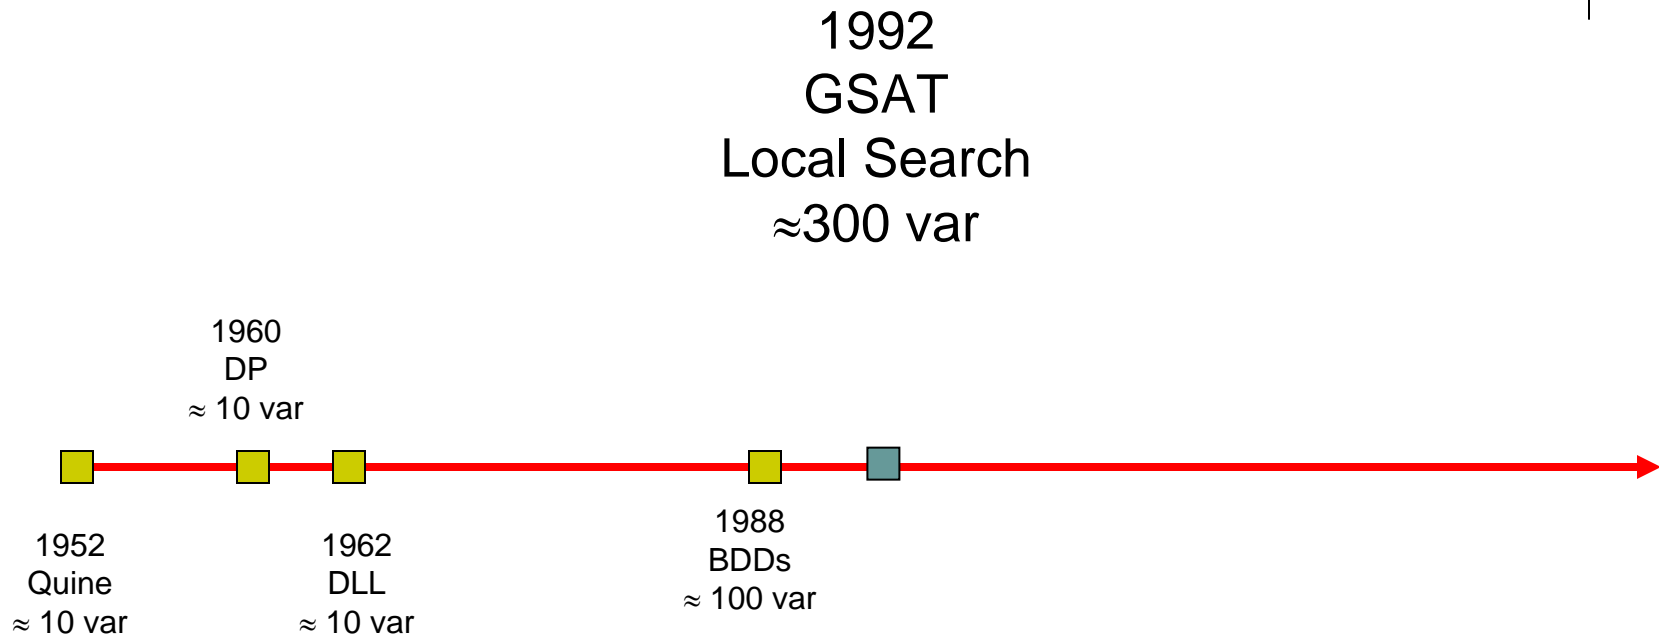 1992
GSAT
Local Search
≈300 var
1960
DP
≈ 10 var
1952
Quine
≈ 10 var
1962
DLL
≈ 10 var
1988
BDDs
≈ 100 var